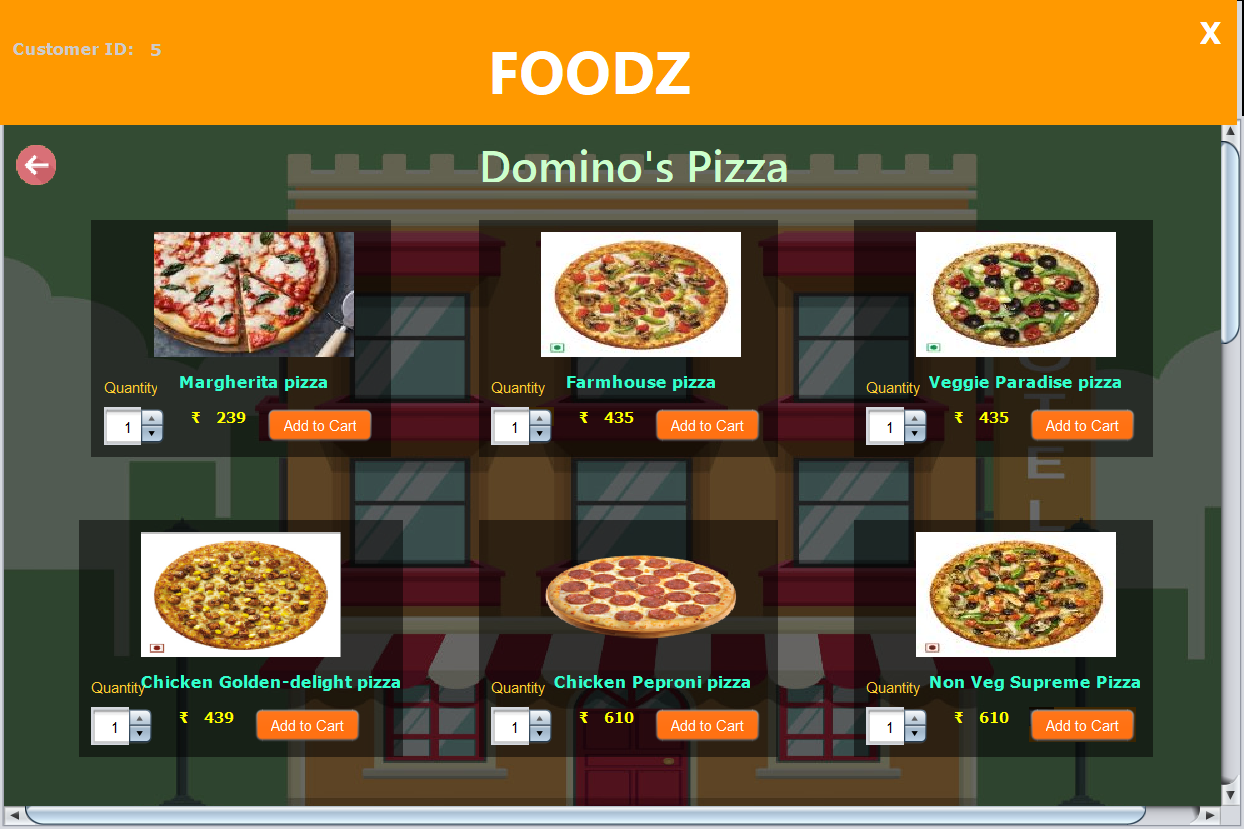 Customer ID: 5
X
FOODZ
Domino's Pizza
Quantity Margherita pizza
1 ₹ 239 Add to Cart
Quantity Farmhouse pizza
1 ₹ 435 Add to Cart
Quantity Veggie Paradise pizza
1 ₹ 435 Add to Cart
OTEL
Quantity Chicken Golden-delight pizza
1 ₹ 439 Add to Cart
Quantity Chicken Peproni pizza
1 ₹ 610 Add to Cart
Quantity Non Veg Supreme Pizza
1 ₹ 610 Add to Cart